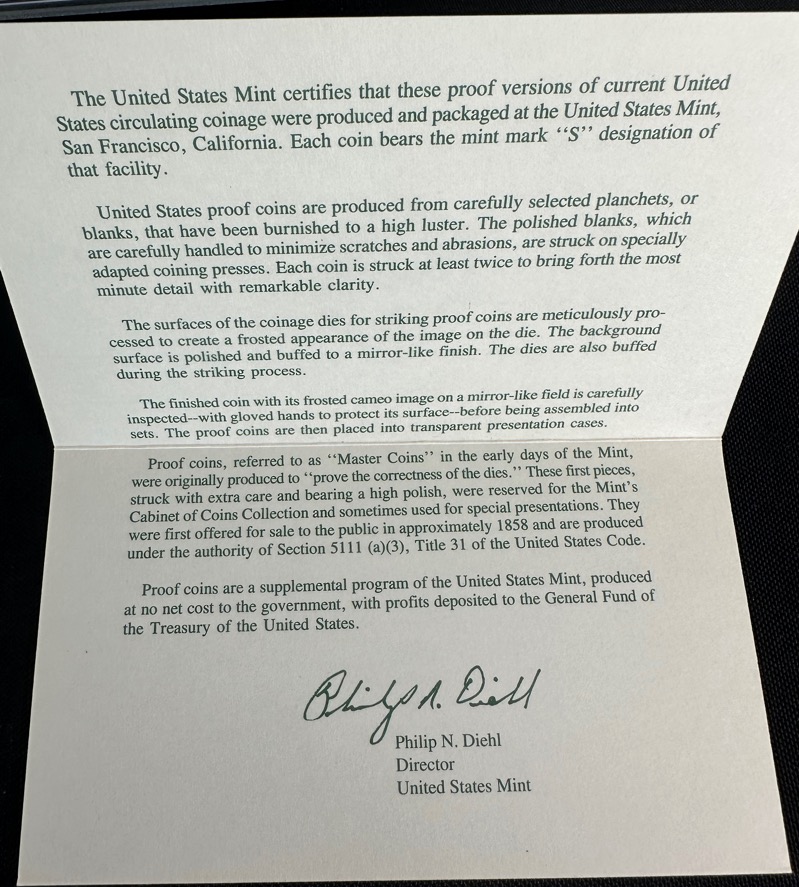 The United States Mint certifies that these proof versions of current United
States circulating coinage were produced and packaged at the United States Mint,
San Francisco, California. Each coin bears the mint mark ‘‘S’’ designation of
that facility.
United States proof coins are produced from carefully selected planchets, or
blanks, that have been burnished to a high luster. The polished blanks, which
are carefully handled to minimize scratches and abrasions, are struck on specially
adapted coining presses. Each coin is struck at least twice to bring forth the most
minute detail with remarkable clarity.
The surfaces of the coinage dies for striking proof coins are meticulously pro-
cessed to create a frosted appearance of the image on the die. The background
surface is polished and buffed to a mirror-like finish. The dies are also buffed
during the striking process.
The finished coin with its frosted cameo image on a mirror-like field is carefully
inspected--with gloved hands to protect its surface--before being assembled into
sets. The proof coins are then placed into transparent presentation cases.
Proof coins, referred to as ‘‘Master Coins’’ in the early days of the Mint,
were originally produced to ‘‘prove the correctness of the dies.’’ These first pieces,
struck with extra care and bearing a high polish, were reserved for the Mint’s
Cabinet of Coins Collection and sometimes used for special presentations. They
were first offered for sale to the public in approximately 1858 and are produced
under the authority of Section 5111 (a)(3), Title 31 of the United States Code.
Proof coins are a supplemental program of the United States Mint, produced
at no net cost to the government, with profits deposited to the General Fund of
the Treasury of the United States.
Philip N. Diehl
Philip N. Diehl
Director
United States Mint